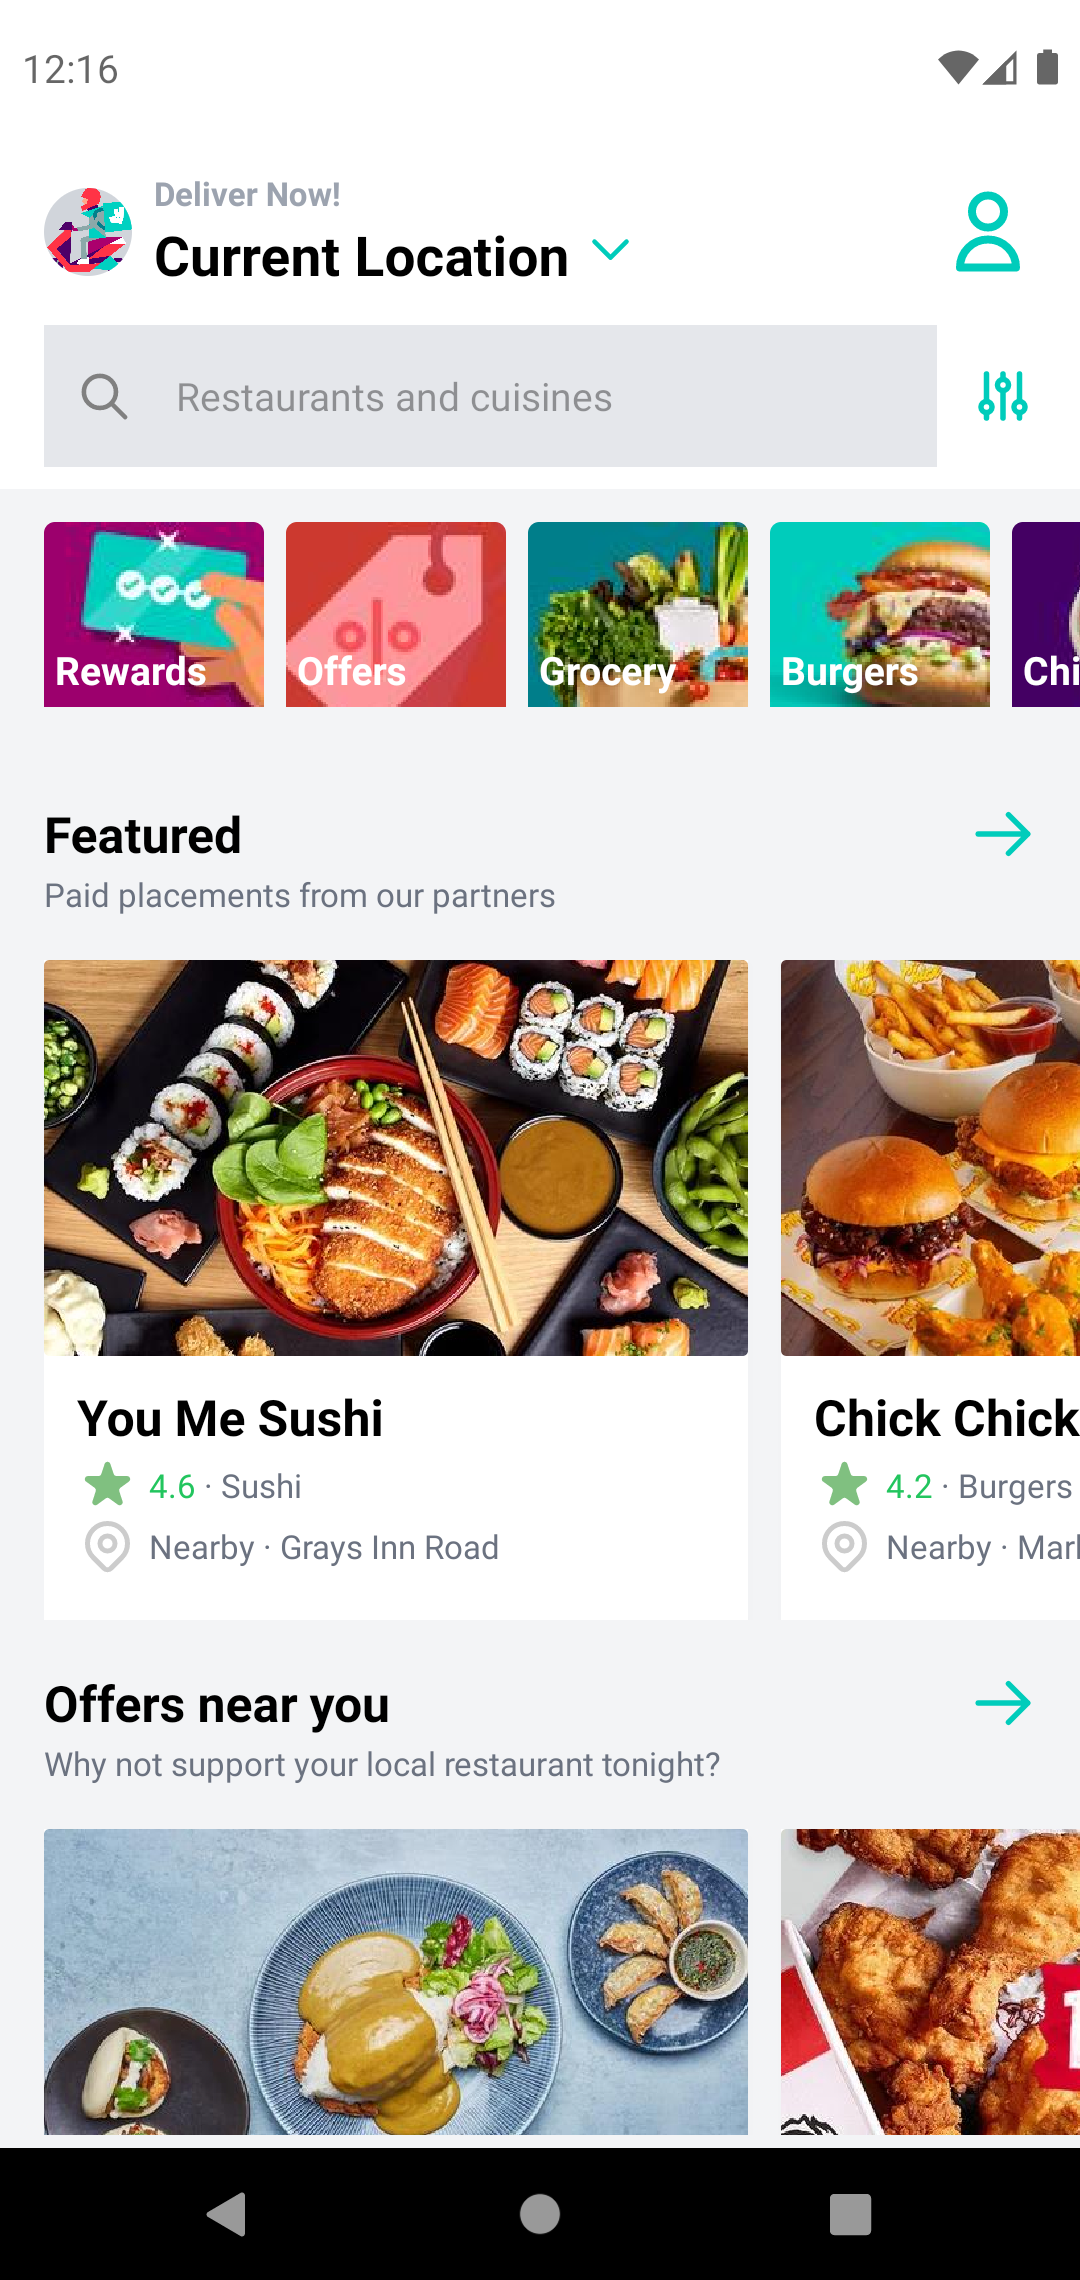 12:16
Deliver Now!
Current Location
Restaurants and cuisines
Rewards
Offers
Grocery
Burgers
Chi
Featured
Paid placements from our partners
You Me Sushi
4.6 · Sushi
Nearby · Grays Inn Road
Chick Chick
4.2 · Burgers
Nearby · Mark
Offers near you
Why not support your local restaurant tonight?